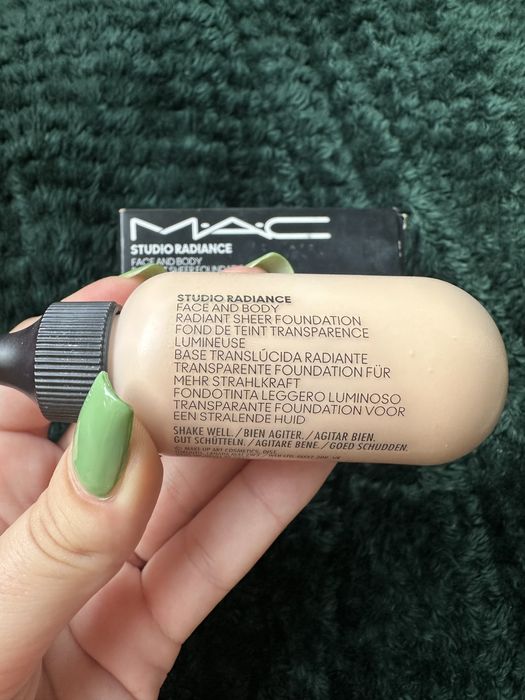 M·A·C
STUDIO RADIANCE
FACE AND BODY
STUDIO RADIANCE
FACE AND BODY
RADIANT SHEER FOUNDATION
FOND DE TEINT TRANSPARENCE
LUMINEUSE
BASE TRANSLÚCIDA RADIANTE
TRANSPARENTE FOUNDATION FÜR
MEHR STRAHLKRAFT
FONDOTINTA LEGGERO LUMINOSO
TRANSPARANTE FOUNDATION VOOR
EEN STRALENDE HUID
SHAKE WELL./BIEN AGITER./AGITAR BIEN.
GUT SCHÜTTELN./AGITARE BENE./GOED SCHUDDEN.